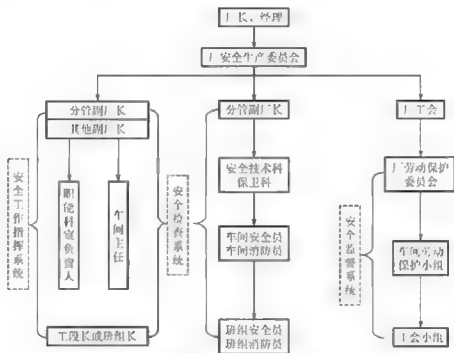 厂长、经理
厂安全生产委员会
分管副厂长
其他副厂长
分管副厂长
厂工会
安全工作指挥系统
职能科室负责人
车间主任
安全检查系统
安全技术科
保卫科
安全监督系统
厂劳动保护
委员会
车间安全员
车间消防员
车间劳动
保护小组
工段长或班组长
班组安全员
班组消防员
工会小组